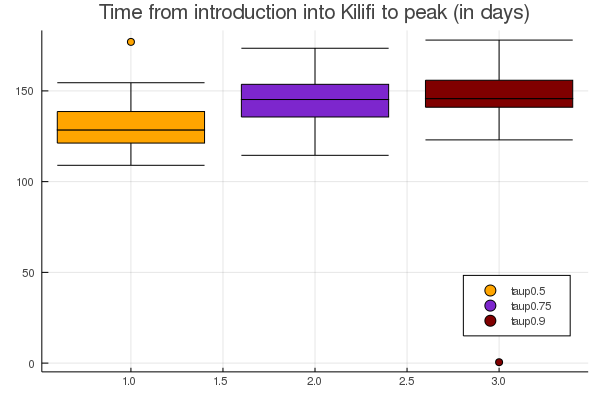 Time from introduction into Kilifi to peak (in days)
150
100
50
0
taup0.5
taup0.75
taup0.9
1.0 1.5 2.0 2.5 3.0